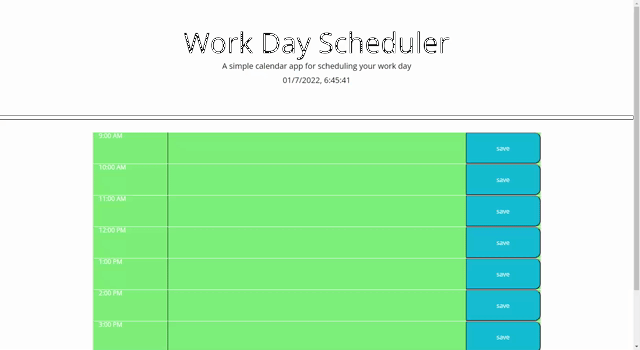 Work Day Scheduler
A simple calendar app for scheduling your work day
01/7/2022, 6:45:41
9:00 AM
save
10:00 AM
save
11:00 AM
save
12:00 PM
save
1:00 PM
save
2:00 PM
save
3:00 PM
save